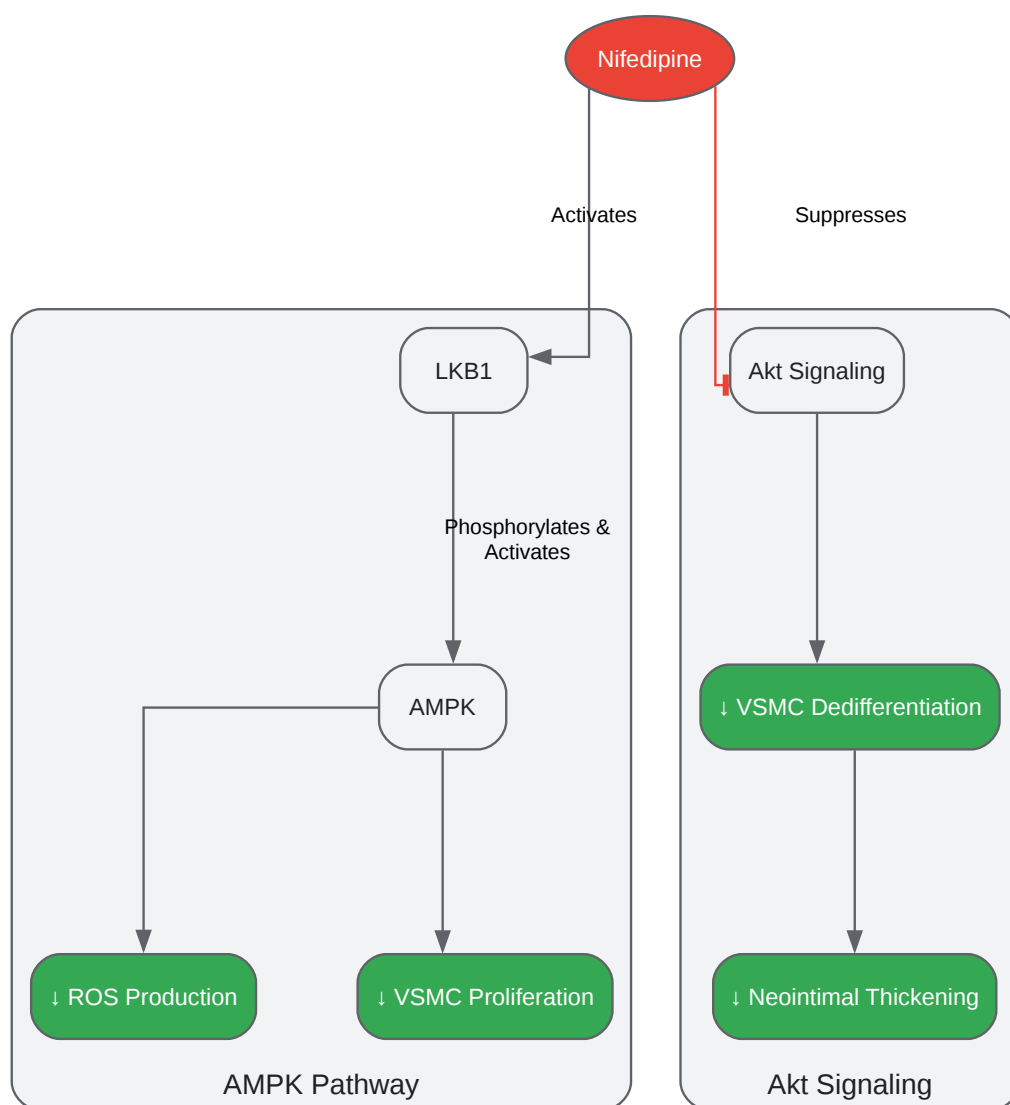 Nifedipine
Activates
Suppresses
LKB1
Akt Signaling
Phosphorylates &
Activates
AMPK
↓ VSMC Dedifferentiation
↓ ROS Production
↓ VSMC Proliferation
↓ Neointimal Thickening
AMPK Pathway
Akt Signaling